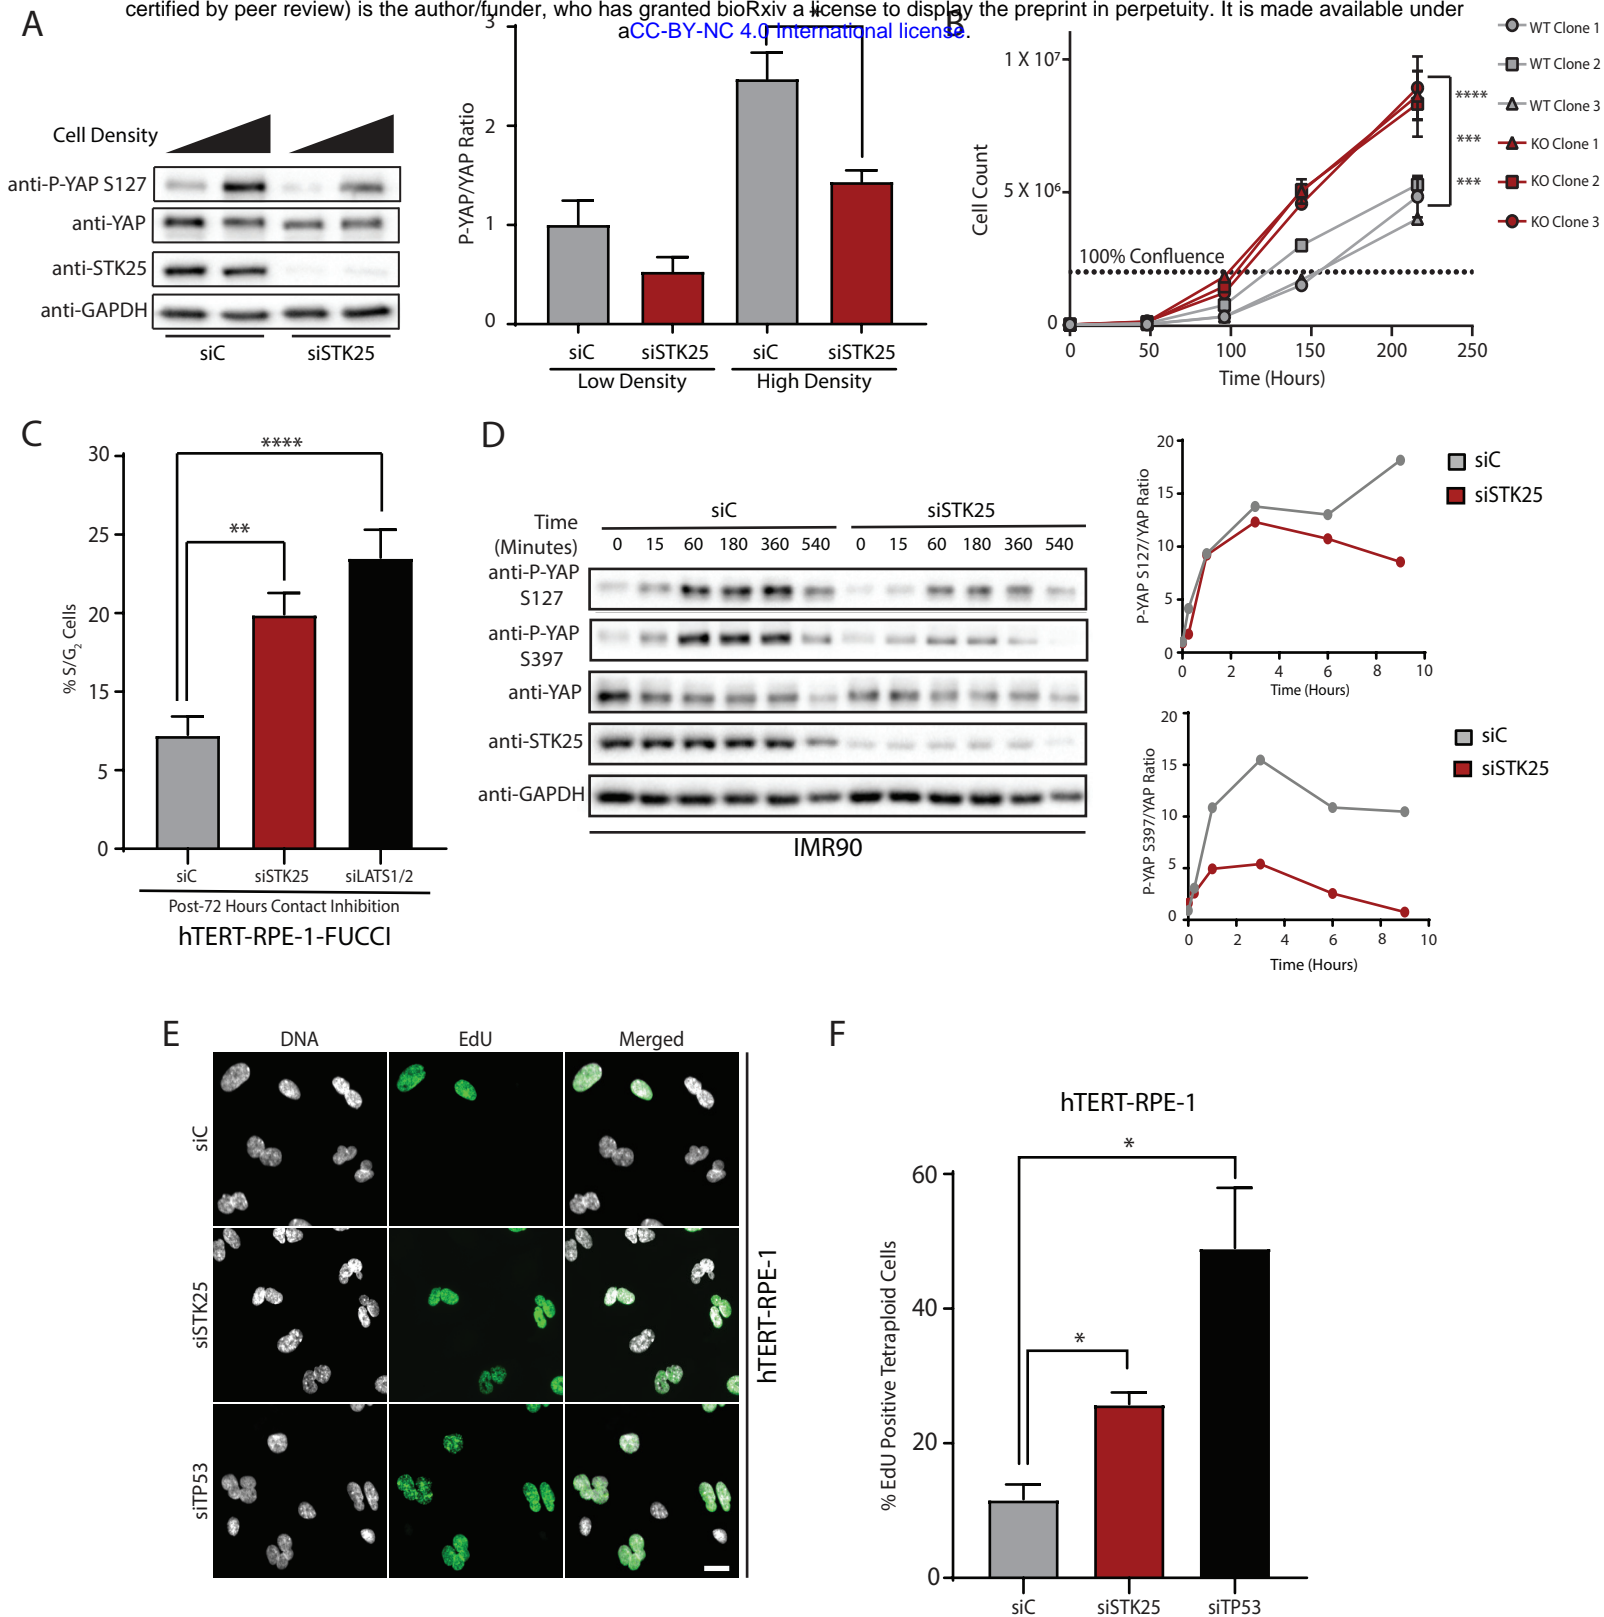 certified by peer review) is the author/funder, who has granted bioRxiv a license to display the preprint in perpetuity. It is made available under
aCC-BY-NC 4.0 International license.
A
Cell Density
anti-P-YAP S127
anti-YAP
anti-STK25
anti-GAPDH
siC siSTK25
P-YAP/YAP Ratio
3
2
1
0
*
siC siSTK25 siC siSTK25
Low Density High Density
B
Cell Count
1 X 10⁷
5 X 10⁶
0
100% Confluence
0 50 100 150 200 250
Time (Hours)
****
***
***
WT Clone 1
WT Clone 2
WT Clone 3
KO Clone 1
KO Clone 2
KO Clone 3
C
% S/G₂ Cells
30
25
20
15
5
0
****
**
siC siSTK25 siLATS1/2
Post-72 Hours Contact Inhibition
hTERT-RPE-1-FUCCI
D
siC siSTK25
Time
(Minutes)
0 15 60 180 360 540 0 15 60 180 360 540
anti-P-YAP
S127
anti-P-YAP
S397
anti-YAP
anti-STK25
anti-GAPDH
IMR90
P-YAP S127/YAP Ratio
20
15
10
5
0
0 2 4 6 8 10
Time (Hours)
siC
siSTK25
P-YAP S397/YAP Ratio
20
15
10
5
0
0 2 4 6 8 10
Time (Hours)
siC
siSTK25
E
DNA EdU Merged
siC
siSTK25
siTP53
hTERT-RPE-1
F
hTERT-RPE-1
% EdU Positive Tetraploid Cells
60
40
20
0
*
*
siC siSTK25 siTP53